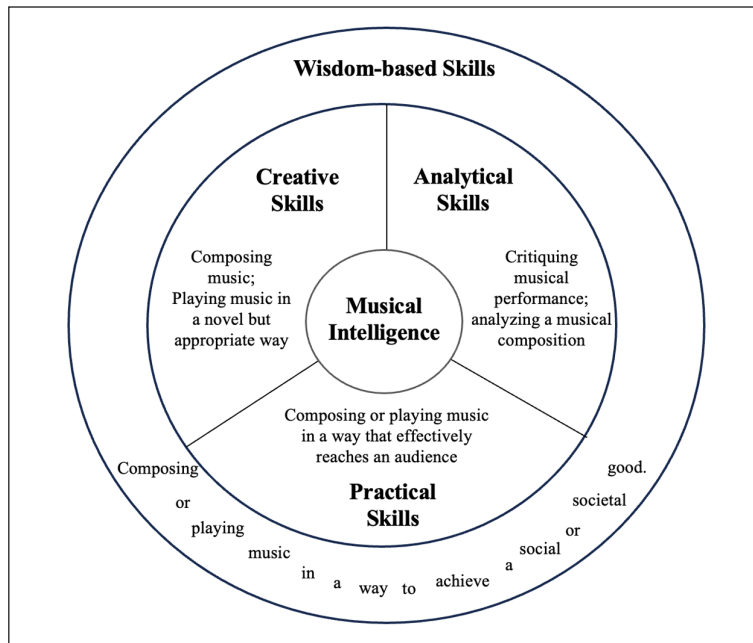 Wisdom-based Skills
Creative
Skills
Composing
music;
Playing music in
a novel but
appropriate way
Analytical
Skills
Critiquing
musical
performance;
analyzing a musical
composition
Musical
Intelligence
Composing or playing music
in a way that effectively
reaches an audience
Practical
Skills
Composing or playing music in a way to achieve a social or societal good.